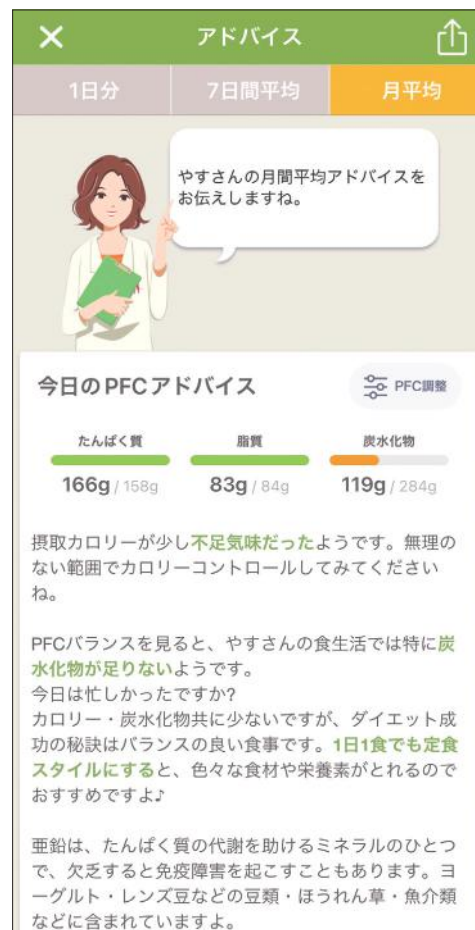 アドバイス
1日分
7日間平均
月平均
やすさんの月間平均アドバイスを
お伝えしますね。
今日のPFCアドバイス
PFC調整
たんぱく質
脂質
炭水化物
166g / 158g
83g / 84g
119g / 284g
摂取カロリーが少し不足気味だったようです。無理の
ない範囲でカロリーコントロールしてみてください
ね。
PFCバランスを見ると、やすさんの食生活では特に炭
水化物が足りないようです。
今日は忙しかったですか?
カロリー・炭水化物共に少ないですが、ダイエット成
功の秘訣はバランスの良い食事です。1日1食でも定食
スタイルにすると、色々な食材や栄養素がとれるので
おすすめですよ♪
亜鉛は、たんぱく質の代謝を助けるミネラルのひとつ
で、欠乏すると免疫障害を起こすこともあります。ヨ
ーグルト・レンズ豆などの豆類・ほうれん草・魚介類
などに含まれていますよ。